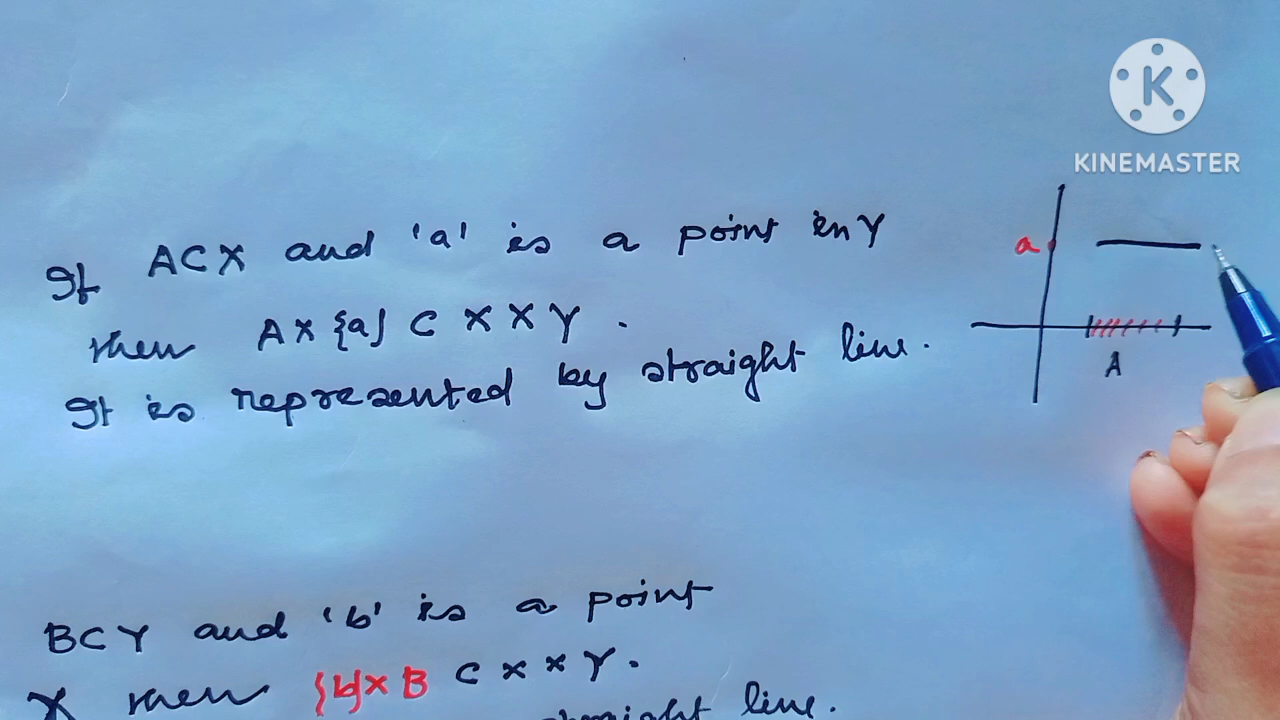 K
KINEMASTER
If A⊂X and 'a' is a point in Y
then A×{a} ⊂ X×Y.
It is represented by straight line.
a
A
B⊂Y and 'b' is a point
X then {b}×B ⊂ X×Y.
straight line.